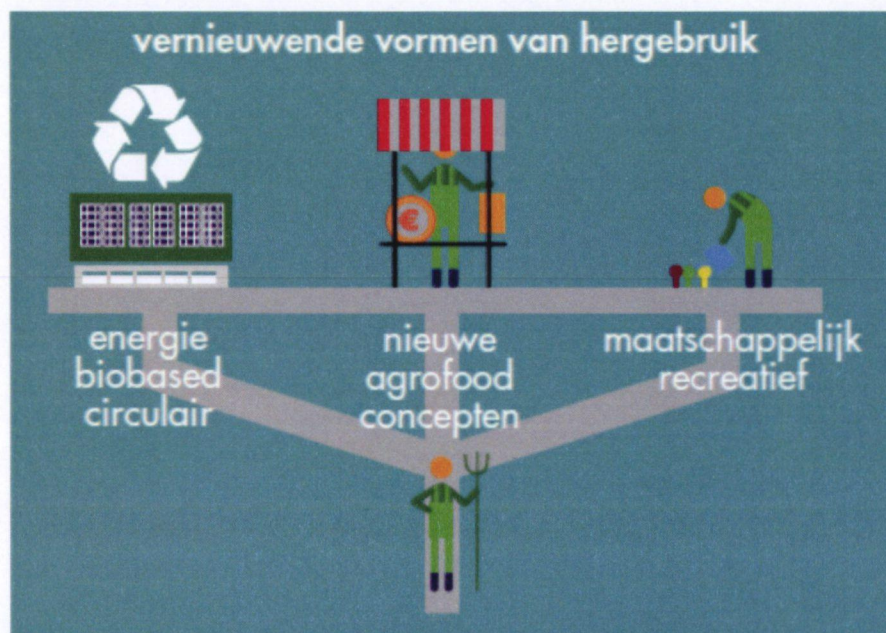 vernieuwende vormen van hergebruik
€
energie
biobased
circulair
nieuwe
agrofood
concepten
maatschappelijk
recreatief